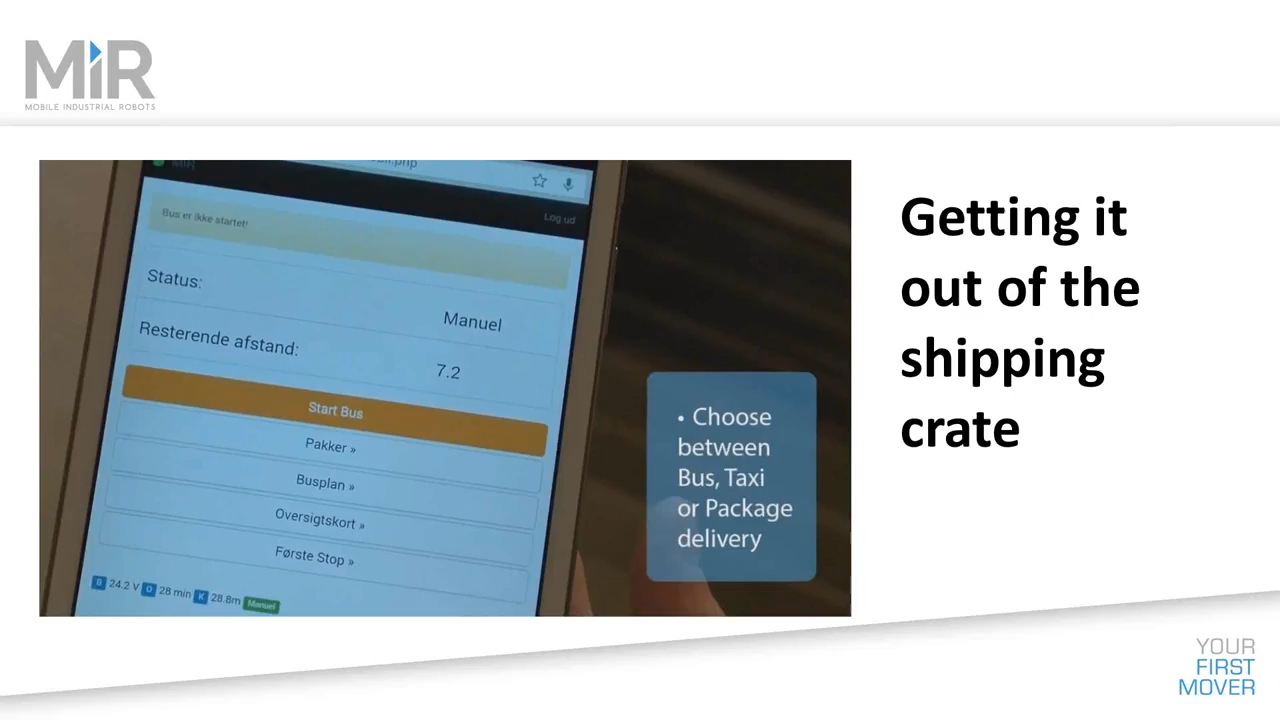 MiR
MOBILE INDUSTRIAL ROBOTS
Log ud
Bus er ikke startet!
Status:
Manuel
Resterende afstand:
7.2
Start Bus
Pakker »
Busplan »
Oversigtskort »
Første Stop »
24.2 V 28 min K 28.8m Manuel
• Choose
between
Bus, Taxi
or Package
delivery
Getting it
out of the
shipping
crate
YOUR
FIRST
MOVER